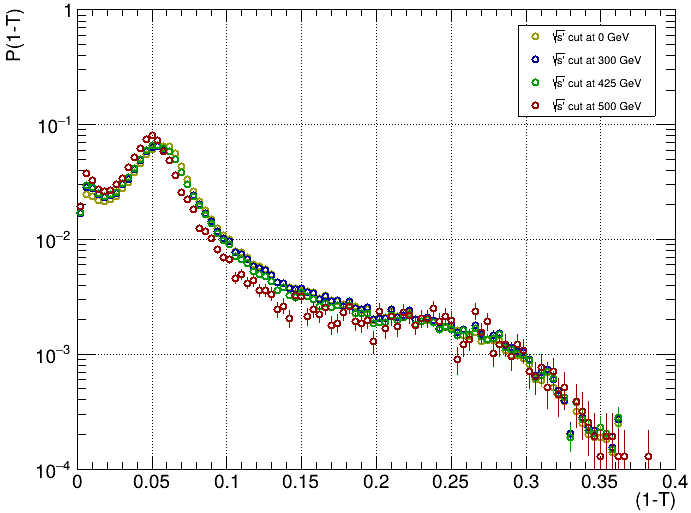 P(1-T)
1
10⁻¹
10⁻²
10⁻³
10⁻⁴
√s' cut at 0 GeV
√s' cut at 300 GeV
√s' cut at 425 GeV
√s' cut at 500 GeV
0 0.05 0.1 0.15 0.2 0.25 0.3 0.35 0.4
(1-T)